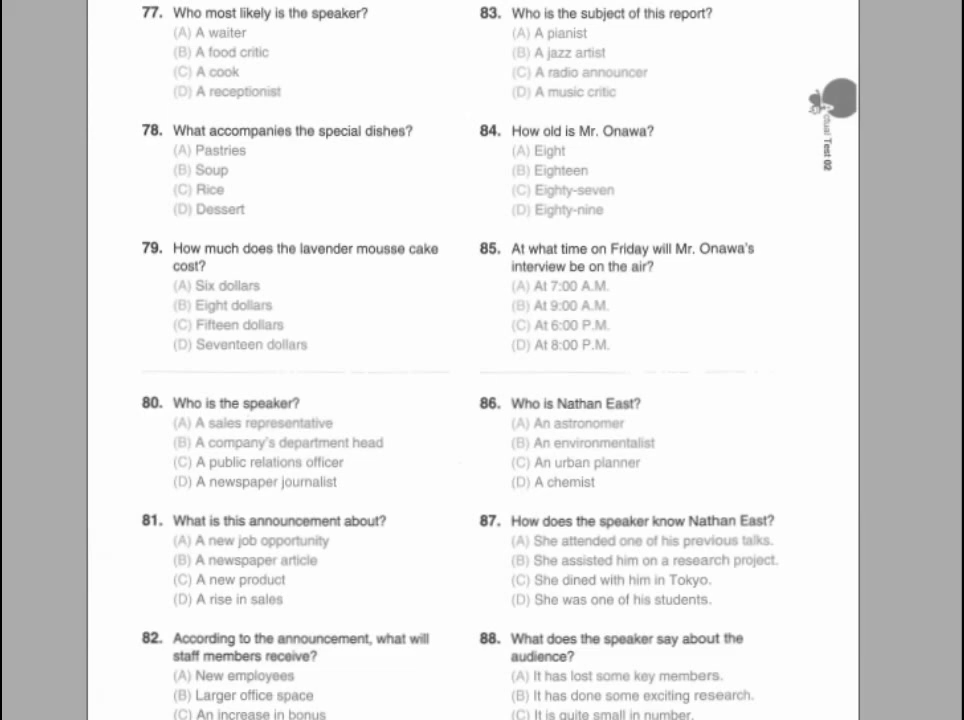 77. Who most likely is the speaker?
(A) A waiter
(B) A food critic
(C) A cook
(D) A receptionist
78. What accompanies the special dishes?
(A) Pastries
(B) Soup
(C) Rice
(D) Dessert
79. How much does the lavender mousse cake
cost?
(A) Six dollars
(B) Eight dollars
(C) Fifteen dollars
(D) Seventeen dollars
80. Who is the speaker?
(A) A sales representative
(B) A company's department head
(C) A public relations officer
(D) A newspaper journalist
81. What is this announcement about?
(A) A new job opportunity
(B) A newspaper article
(C) A new product
(D) A rise in sales
82. According to the announcement, what will
staff members receive?
(A) New employees
(B) Larger office space
(C) An increase in bonus
83. Who is the subject of this report?
(A) A pianist
(B) A jazz artist
(C) A radio announcer
(D) A music critic
84. How old is Mr. Onawa?
(A) Eight
(B) Eighteen
(C) Eighty-seven
(D) Eighty-nine
85. At what time on Friday will Mr. Onawa's
interview be on the air?
(A) At 7:00 A.M.
(B) At 9:00 A.M.
(C) At 6:00 P.M.
(D) At 8:00 P.M.
86. Who is Nathan East?
(A) An astronomer
(B) An environmentalist
(C) An urban planner
(D) A chemist
87. How does the speaker know Nathan East?
(A) She attended one of his previous talks.
(B) She assisted him on a research project.
(C) She dined with him in Tokyo.
(D) She was one of his students.
88. What does the speaker say about the
audience?
(A) It has lost some key members.
(B) It has done some exciting research.
(C) It is quite small in number.
Actual Test 02